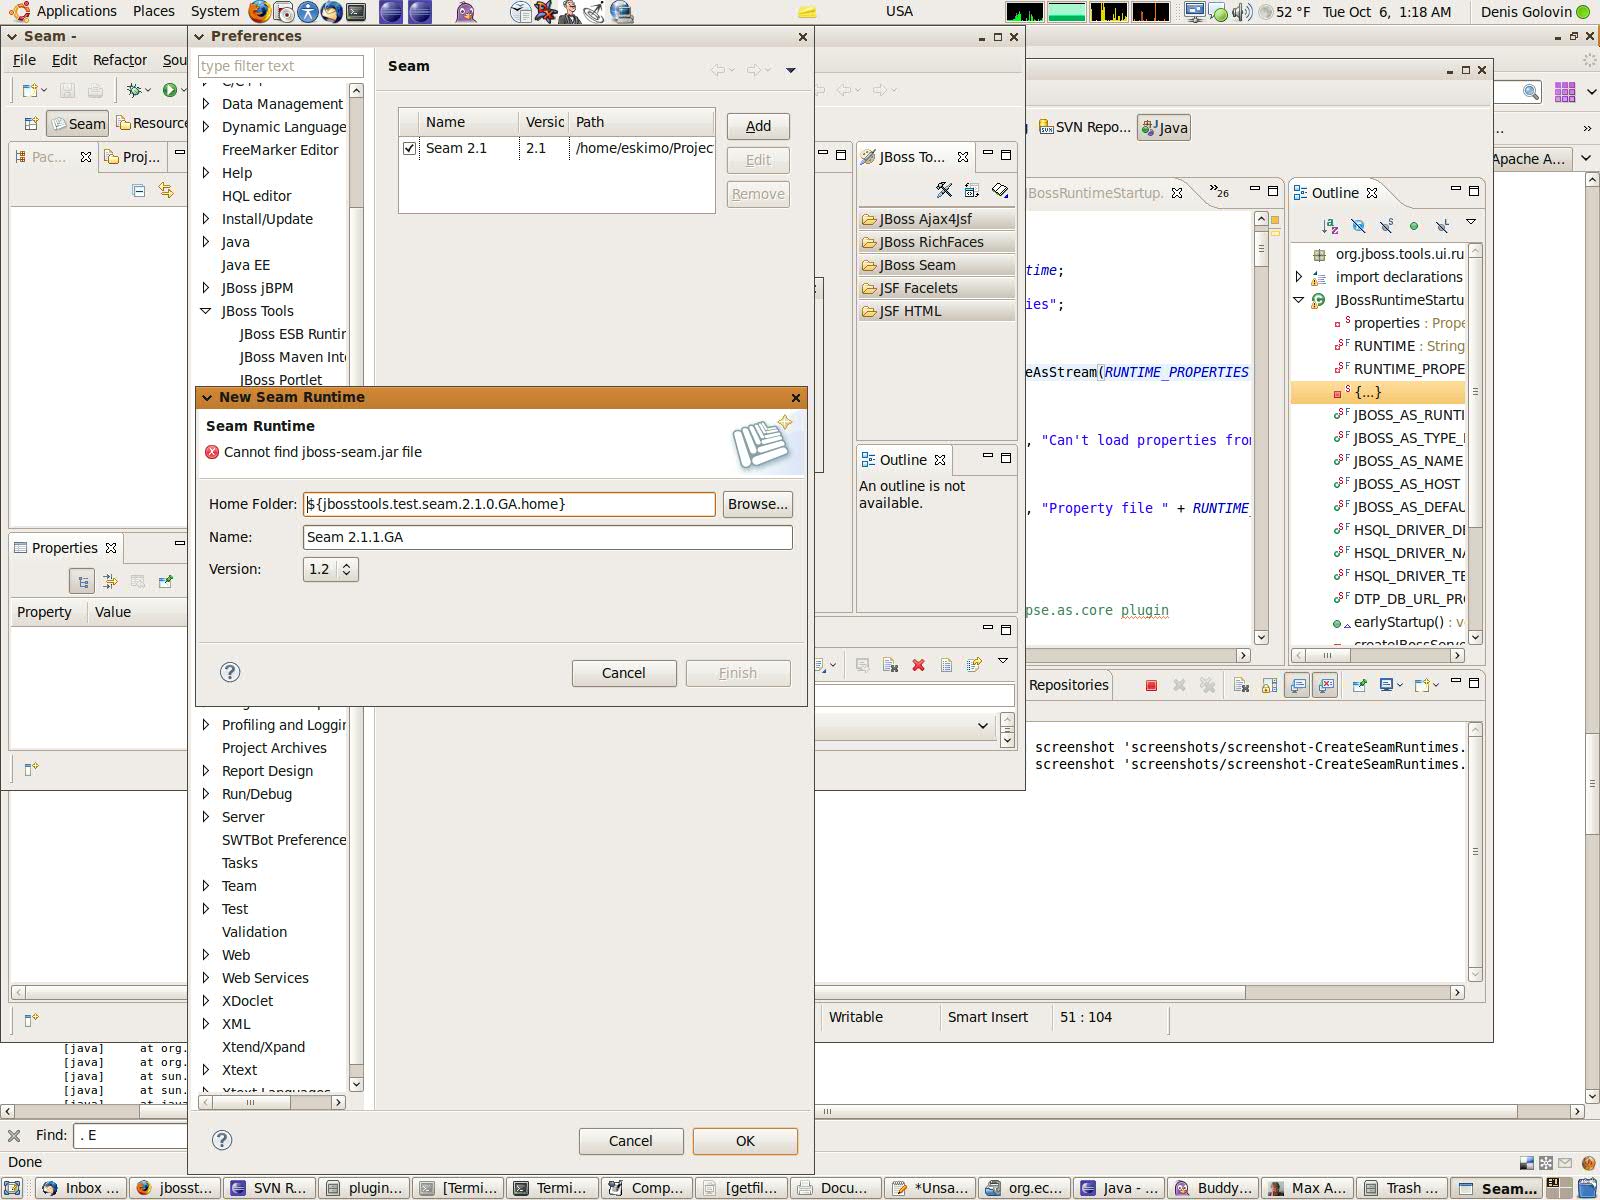 Applications Places System
USA
52 °F Tue Oct 6, 1:18 AM Denis Golovin
Seam -
Preferences
File Edit Refactor Sou
type filter text
Seam
Seam Resource
Data Management
Dynamic Language
FreeMarker Editor
Help
HQL editor
Install/Update
Java
Java EE
JBoss jBPM
JBoss Tools
JBoss ESB Runtir
JBoss Maven Inte
JBoss Portlet
Name Versic Path
Seam 2.1 2.1 /home/eskimo/Projec
Add
Edit
Remove
Pac... Proj...
SVN Repo... Java
JBoss To...
JBoss Ajax4Jsf
JBoss RichFaces
JBoss Seam
JSF Facelets
JSF HTML
JBossRuntimeStartup. 26
Apache A...
time;
ies";
eAsStream(RUNTIME_PROPERTIES
, "Can't load properties from
, "Property file " + RUNTIME_
pse.as.core plugin
Outline
org.jboss.tools.ui.ru
import declarations
JBossRuntimeStartu
properties : Prope
RUNTIME : String
RUNTIME_PROPE
{...}
JBOSS_AS_RUNTI
JBOSS_AS_TYPE_
JBOSS_AS_NAME
JBOSS_AS_HOST
JBOSS_AS_DEFAU
HSQL_DRIVER_DE
HSQL_DRIVER_NA
HSQL_DRIVER_TE
DTP_DB_URL_PRO
earlyStartup() : v
Outline
An outline is not
available.
New Seam Runtime
Seam Runtime
Cannot find jboss-seam.jar file
Home Folder: ${jbosstools.test.seam.2.1.0.GA.home} Browse...
Name: Seam 2.1.1.GA
Version: 1.2
Cancel Finish
Properties
Property Value
Profiling and Loggir
Project Archives
Report Design
Run/Debug
Server
SWTBot Preference
Tasks
Team
Test
Validation
Web
Web Services
XDoclet
XML
Xtend/Xpand
Xtext
Xtext Languages
Repositories
screenshot 'screenshots/screenshot-CreateSeamRuntimes.
screenshot 'screenshots/screenshot-CreateSeamRuntimes.
Writable Smart Insert 51 : 104
[java] at org.
[java] at org.
[java] at sun.
[java] at sun.
[java] at java
Cancel OK
Find: . E
Done
Inbox ... jbosst... SVN R... plugin... [Termi... Termi... Comp... [getfil... Docu... *Unsa... org.ec... Java - ... Buddy... Max A... Trash ... Seam...